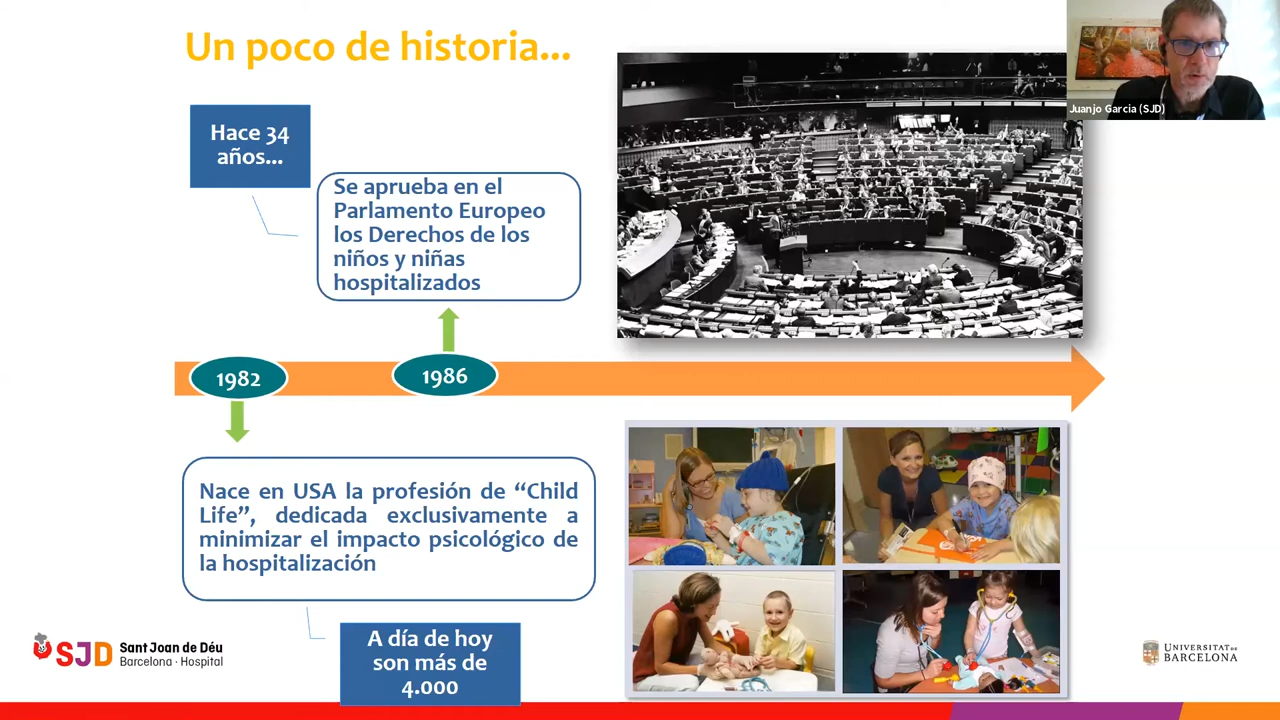 Un poco de historia...
Juanjo Garcia (SJD)
Hace 34
años...
Se aprueba en el
Parlamento Europeo
los Derechos de los
niños y niñas
hospitalizados
1982
1986
Nace en USA la profesión de “Child
Life”, dedicada exclusivamente a
minimizar el impacto psicológico de
la hospitalización
A día de hoy
son más de
4.000
SJD
Sant Joan de Déu
Barcelona · Hospital
UNIVERSITAT DE
BARCELONA